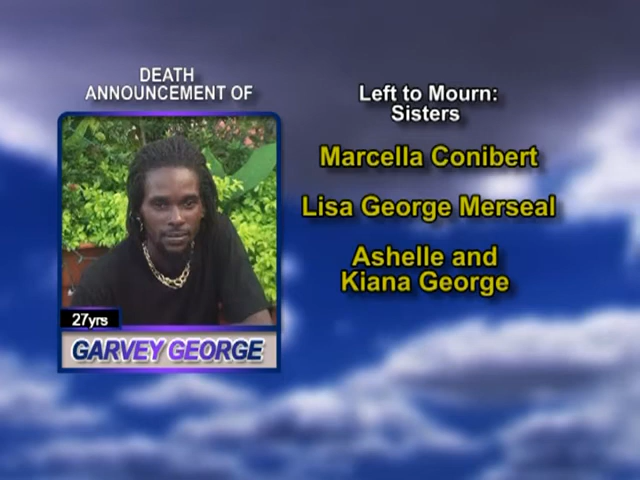 DEATH
ANNOUNCEMENT OF
27yrs
GARVEY GEORGE
Left to Mourn:
Sisters
Marcella Conibert
Lisa George Merseal
Ashelle and
Kiana George